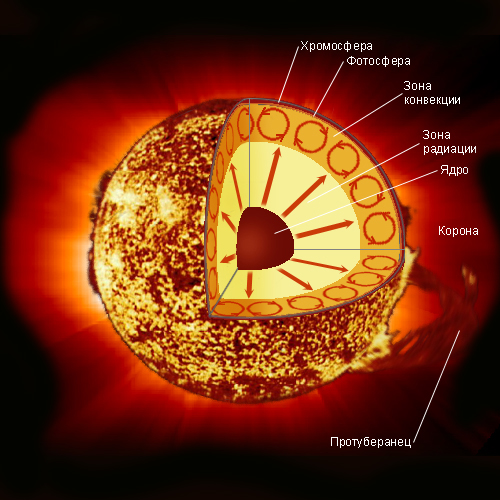 Хромосфера
Фотосфера
Зона
конвекции
Зона
радиации
Ядро
Корона
Протуберанец